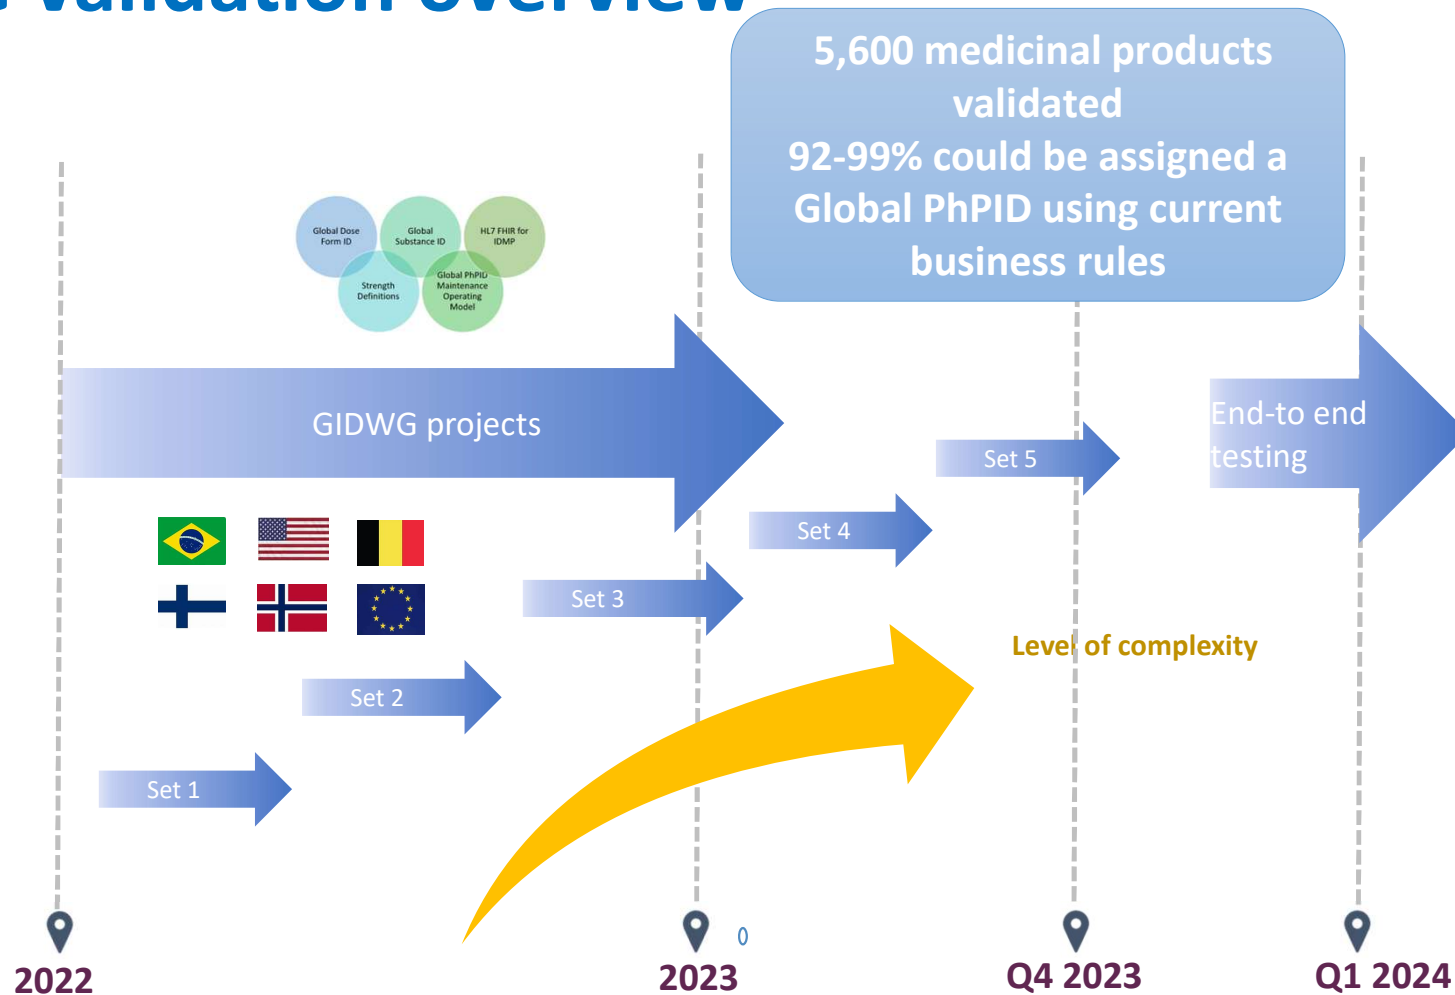 validation overview
5,600 medicinal products
validated
92-99% could be assigned a
Global PhPID using current
business rules
Global Dose
Form ID
Global
Substance ID
HL7 FHIR for
IDMP
Strength
Definitions
Global PhPID
Maintenance
Operating
Model
GIDWG projects
End-to end
testing
Set 5
Set 4
Set 3
Level of complexity
Set 2
Set 1
0
2022
2023
Q4 2023
Q1 2024